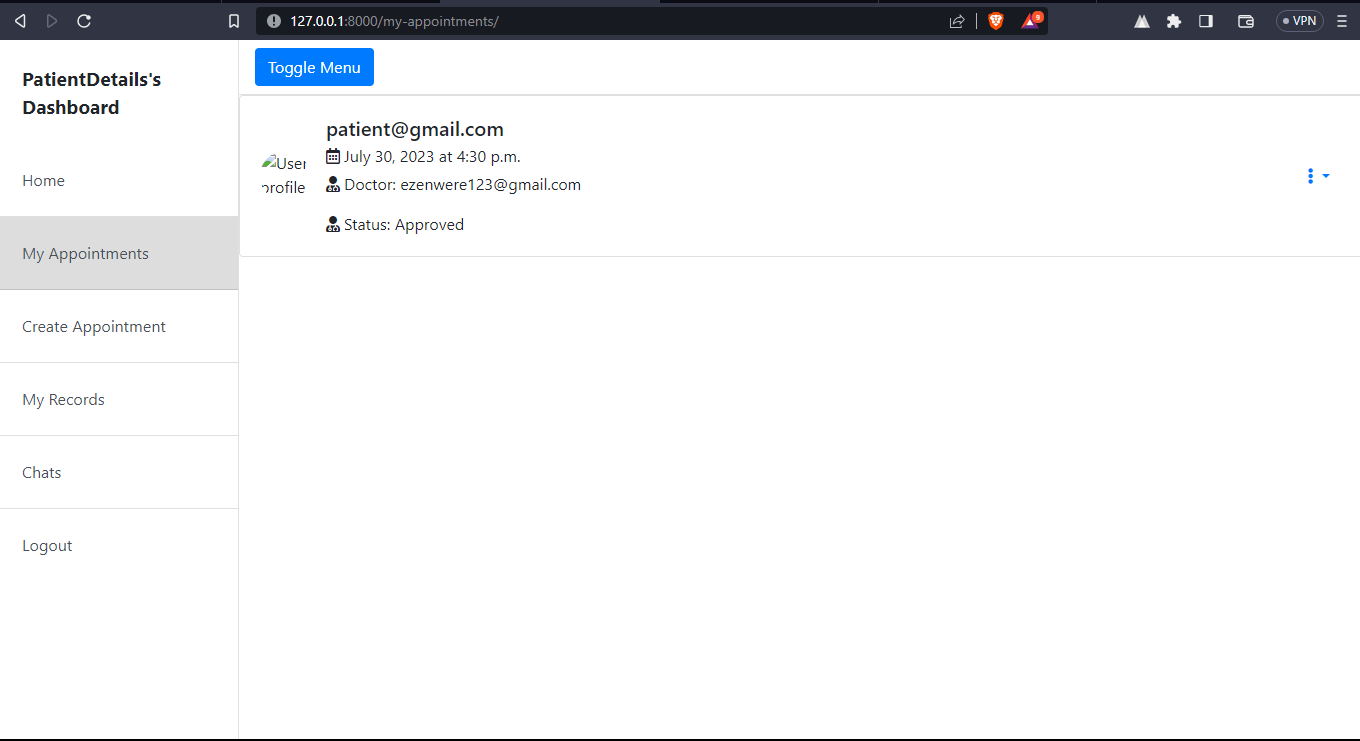 127.0.0.1:8000/my-appointments/
9
VPN
PatientDetails's
Dashboard
Home
My Appointments
Create Appointment
My Records
Chats
Logout
Toggle Menu
patient@gmail.com
July 30, 2023 at 4:30 p.m.
User
profile
Doctor: ezenwere123@gmail.com
Status: Approved